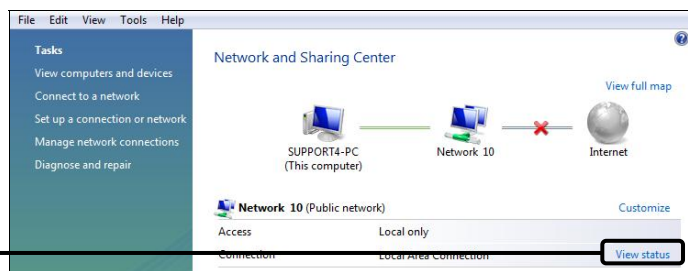 File Edit View Tools Help
Tasks
View computers and devices
Connect to a network
Set up a connection or network
Manage network connections
Diagnose and repair
Network and Sharing Center
View full map
SUPPORT4-PC
(This computer)
Network 10
Internet
Network 10 (Public network)
Customize
Access
Local only
Connection
Local Area Connection
View status